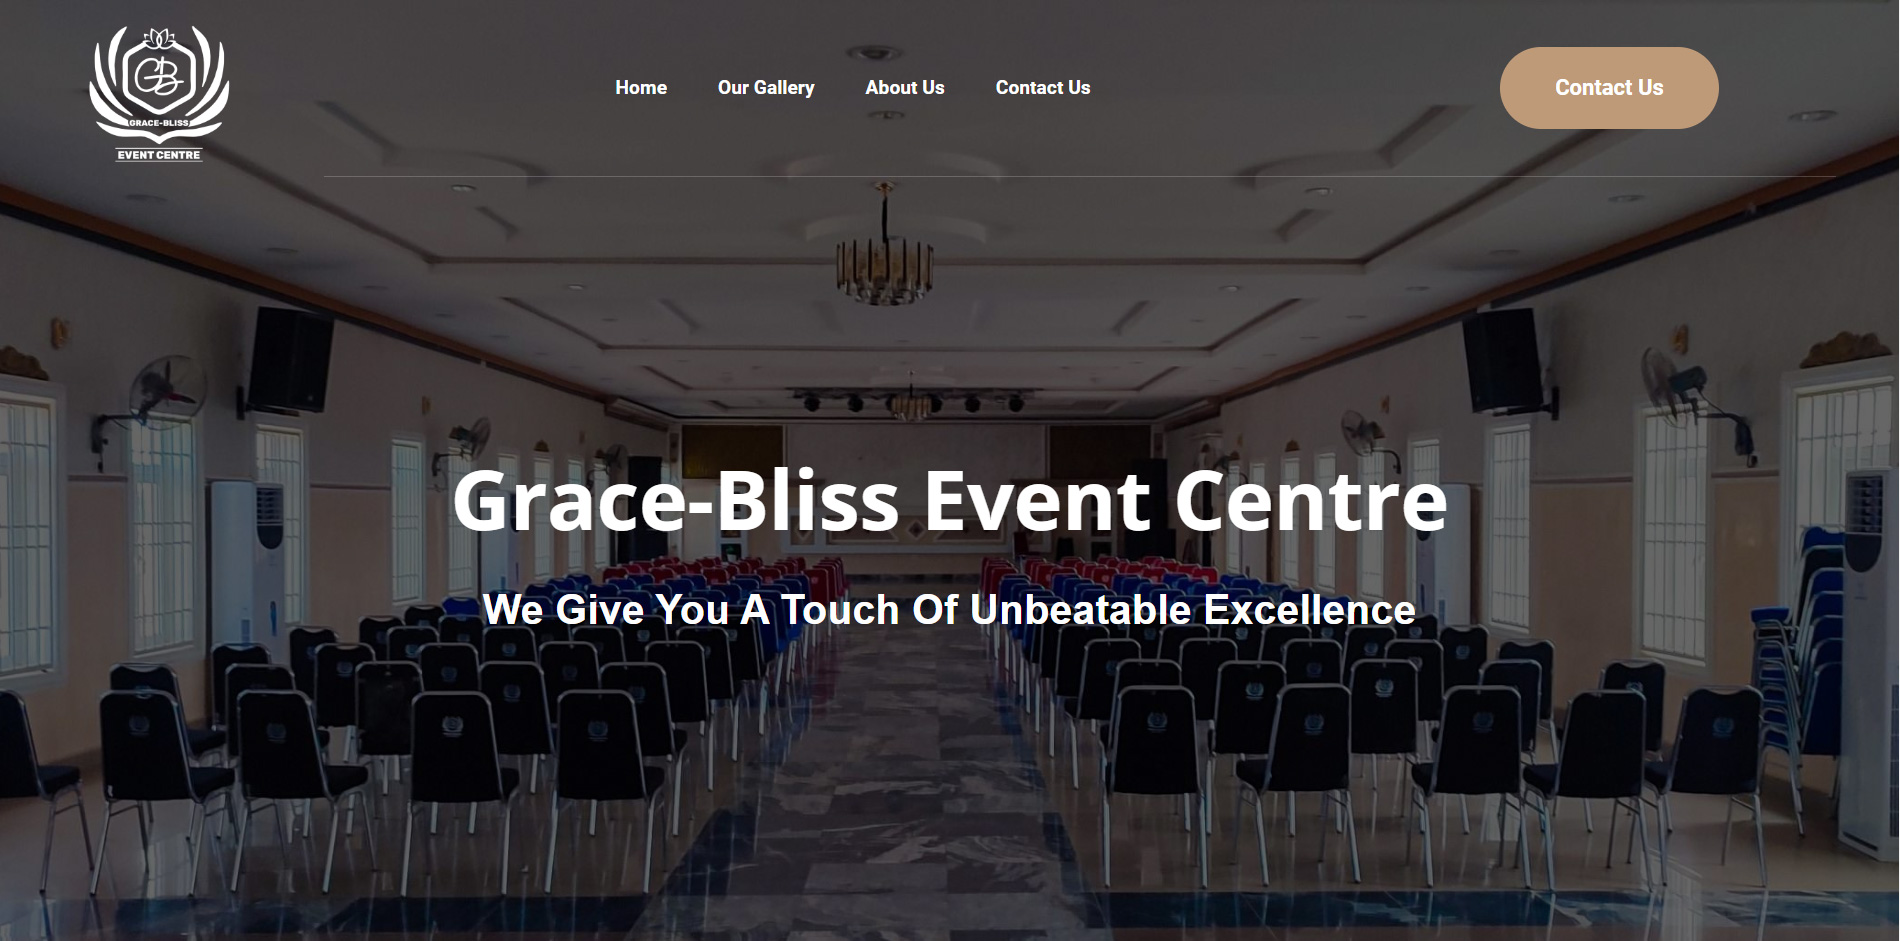 GB
GRACE-BLISS
EVENT CENTRE
Home
Our Gallery
About Us
Contact Us
Contact Us
Grace-Bliss Event Centre
We Give You A Touch Of Unbeatable Excellence